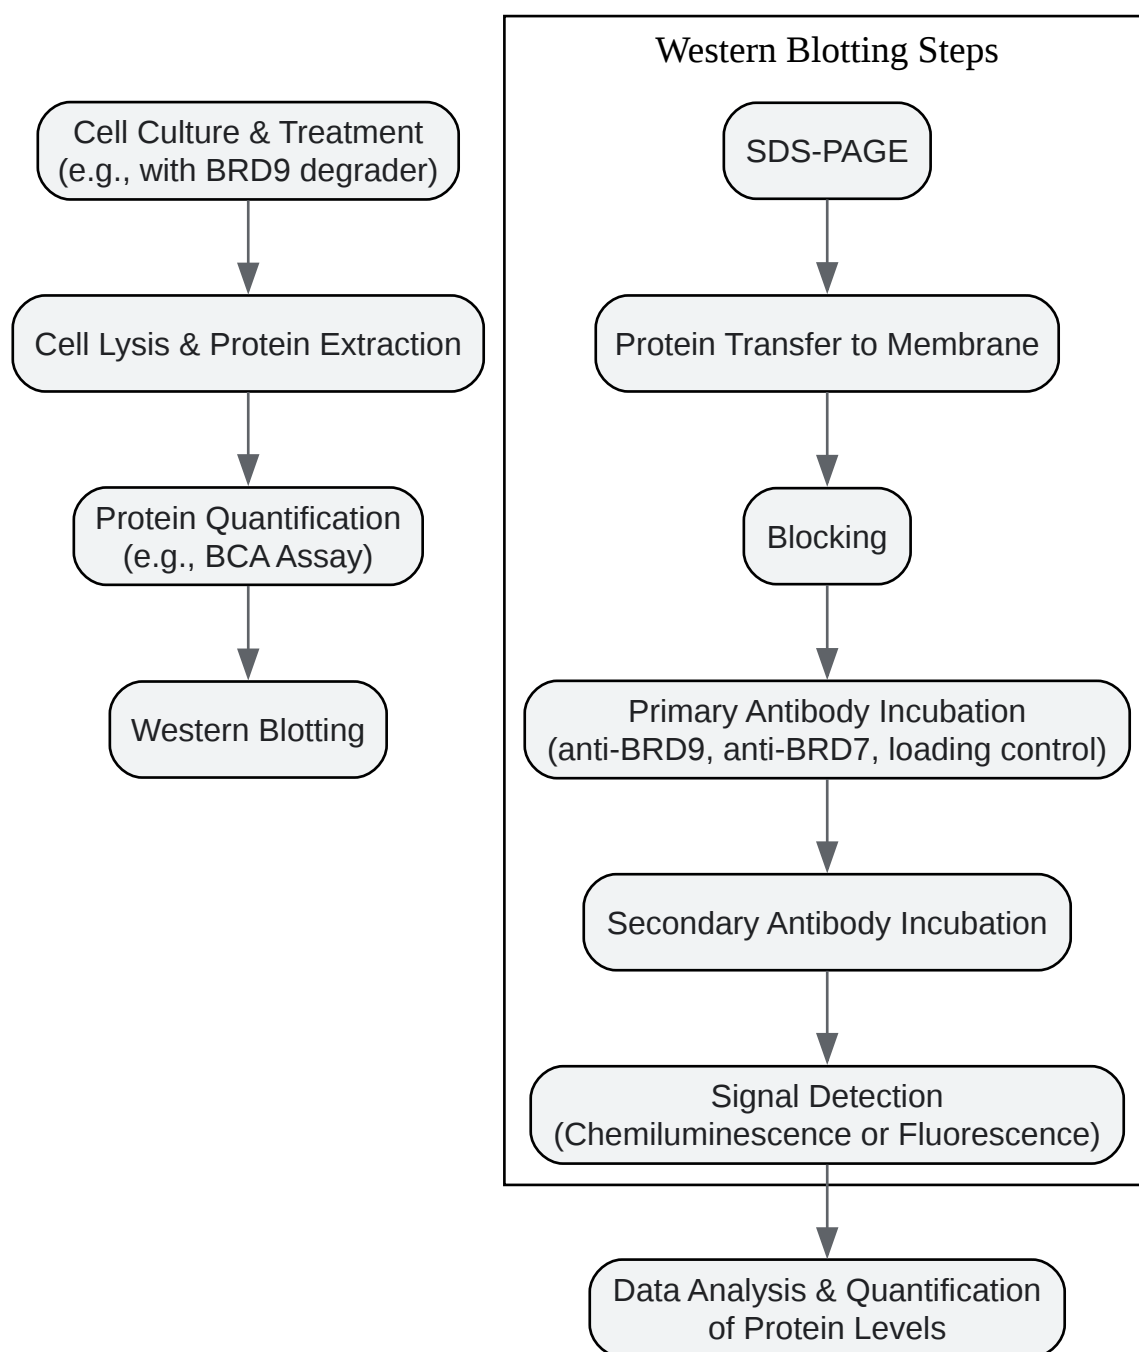 Cell Culture & Treatment
(e.g., with BRD9 degrader)
Cell Lysis & Protein Extraction
Protein Quantification
(e.g., BCA Assay)
Western Blotting
Western Blotting Steps
SDS-PAGE
Protein Transfer to Membrane
Blocking
Primary Antibody Incubation
(anti-BRD9, anti-BRD7, loading control)
Secondary Antibody Incubation
Signal Detection
(Chemiluminescence or Fluorescence)
Data Analysis & Quantification
of Protein Levels